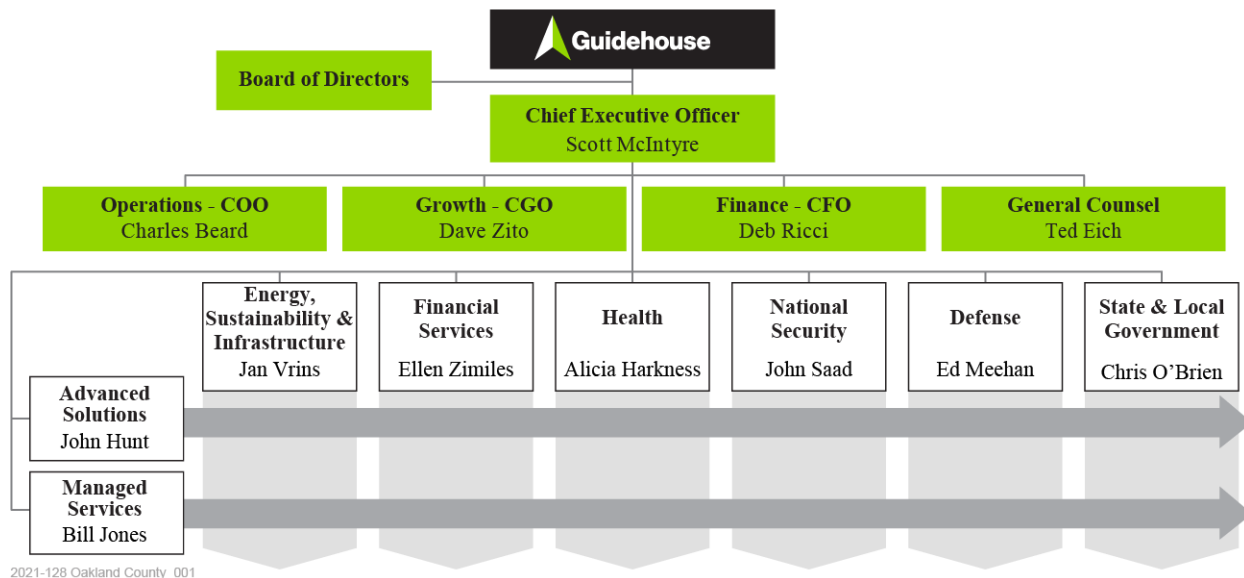 Guidehouse
Board of Directors
Chief Executive Officer
Scott McIntyre
Operations - COO
Charles Beard
Growth - CGO
Dave Zito
Finance - CFO
Deb Ricci
General Counsel
Ted Eich
Energy,
Sustainability &
Infrastructure
Jan Vrins
Financial
Services
Ellen Zimiles
Health
Alicia Harkness
National
Security
John Saad
Defense
Ed Meehan
State & Local
Government
Chris O’Brien
Advanced
Solutions
John Hunt
Managed
Services
Bill Jones
2021-128 Oakland County_001